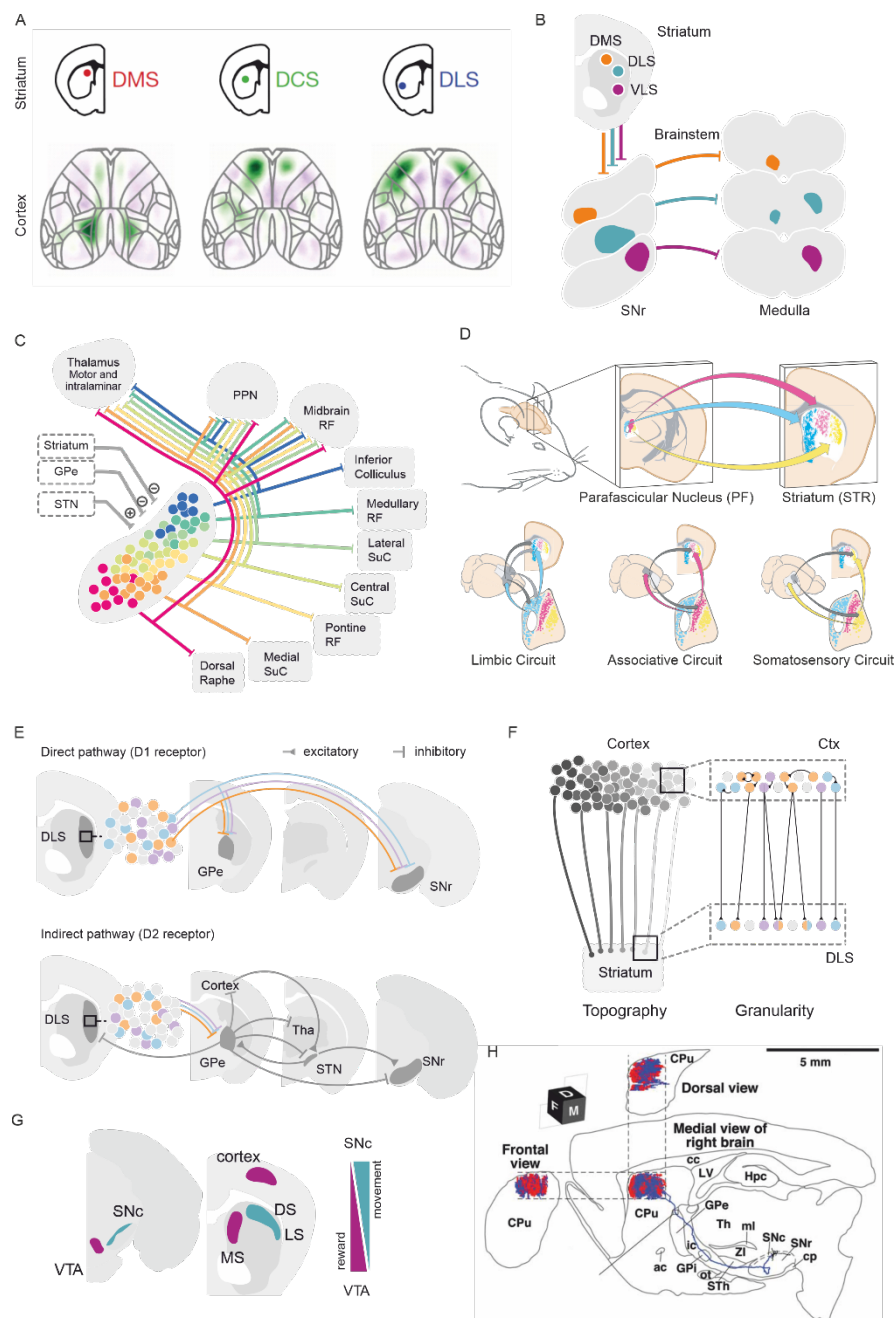 A
Striatum
DMS
DCS
DLS
Cortex
B
DMS
Striatum
DLS
VLS
Brainstem
SNr
Medulla
C
Thalamus
Motor and
intralaminar
PPN
Midbrain
RF
Striatum
GPe
STN
Inferior
Colliculus
Medullary
RF
Lateral
SuC
Central
SuC
Pontine
RF
Medial
SuC
Dorsal
Raphe
D
Parafascicular Nucleus (PF)
Striatum (STR)
Limbic Circuit
Associative Circuit
Somatosensory Circuit
E
Direct pathway (D1 receptor)
excitatory
inhibitory
DLS
GPe
SNr
Indirect pathway (D2 receptor)
Cortex
DLS
Tha
GPe
STN
SNr
F
Cortex
Ctx
Striatum
DLS
Topography
Granularity
G
SNc
VTA
cortex
DS
LS
MS
SNc
movement
reward
VTA
H
CPu
5 mm
Dorsal view
D
F
M
Medial view of
right brain
Frontal
view
cc
LV
Hpc
CPu
CPu
GPe
Th
ml
SNc
SNr
ic
ZI
cp
ac
GPi
ot
STh